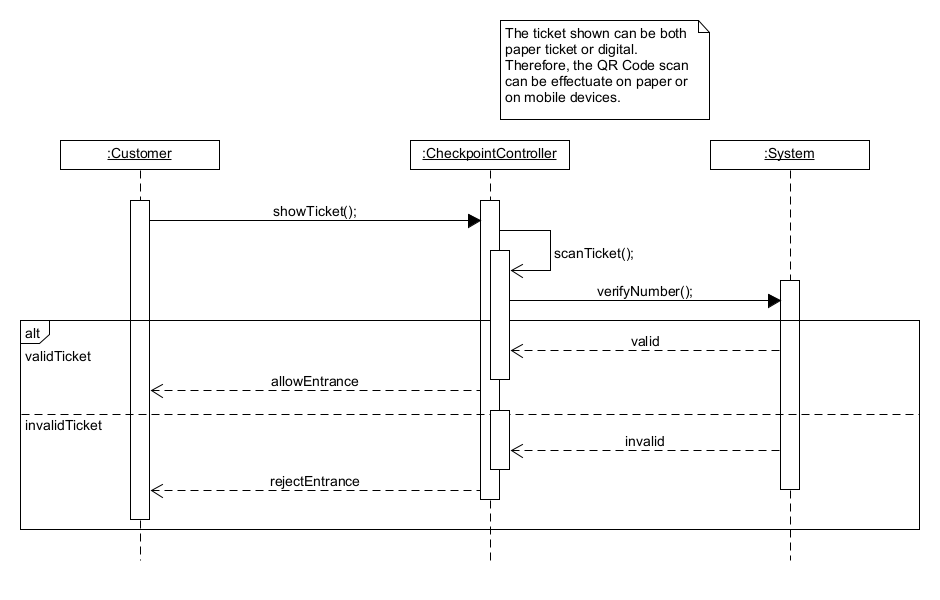 The ticket shown can be both
paper ticket or digital.
Therefore, the QR Code scan
can be effectuate on paper or
on mobile devices.
:Customer
:CheckpointController
:System
showTicket();
scanTicket();
verifyNumber();
alt
validTicket
valid
allowEntrance
invalidTicket
invalid
rejectEntrance